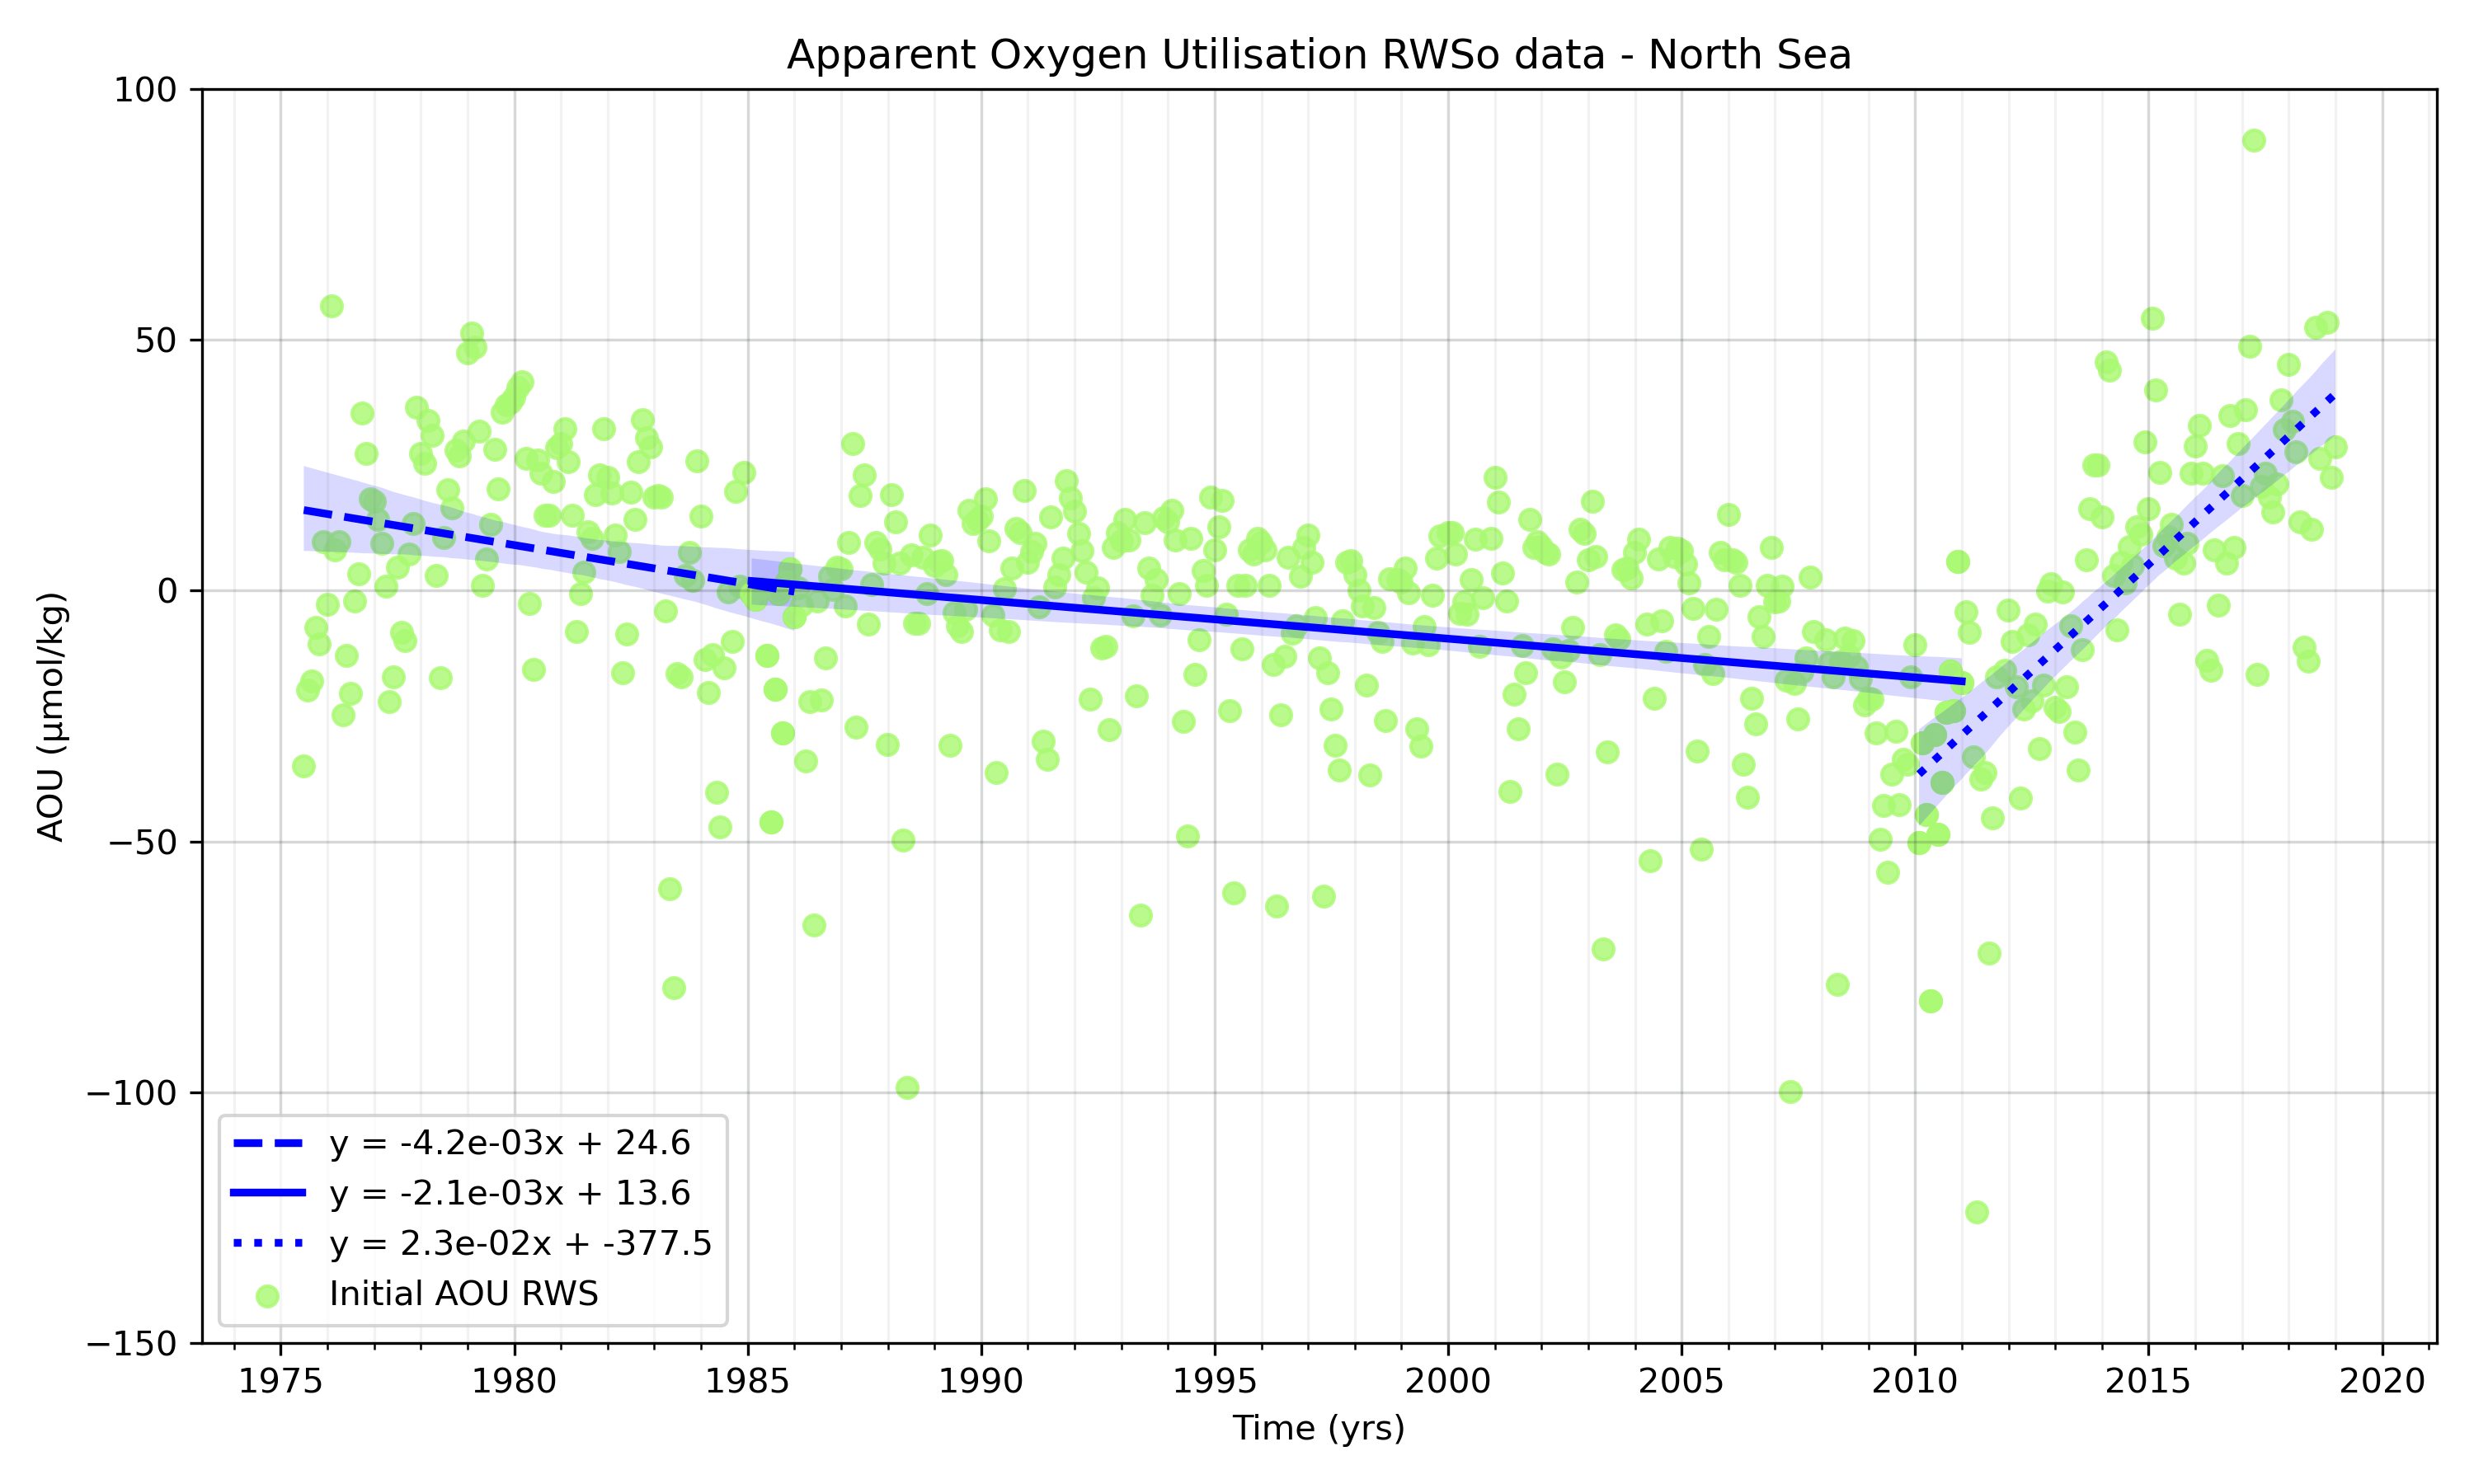 Apparent Oxygen Utilisation RWSo data - North Sea
100
50
0
−50
−100
−150
AOU (μmol/kg)
y = -4.2e-03x + 24.6
y = -2.1e-03x + 13.6
y = 2.3e-02x + -377.5
Initial AOU RWS
1975 1980 1985 1990 1995 2000 2005 2010 2015 2020
Time (yrs)